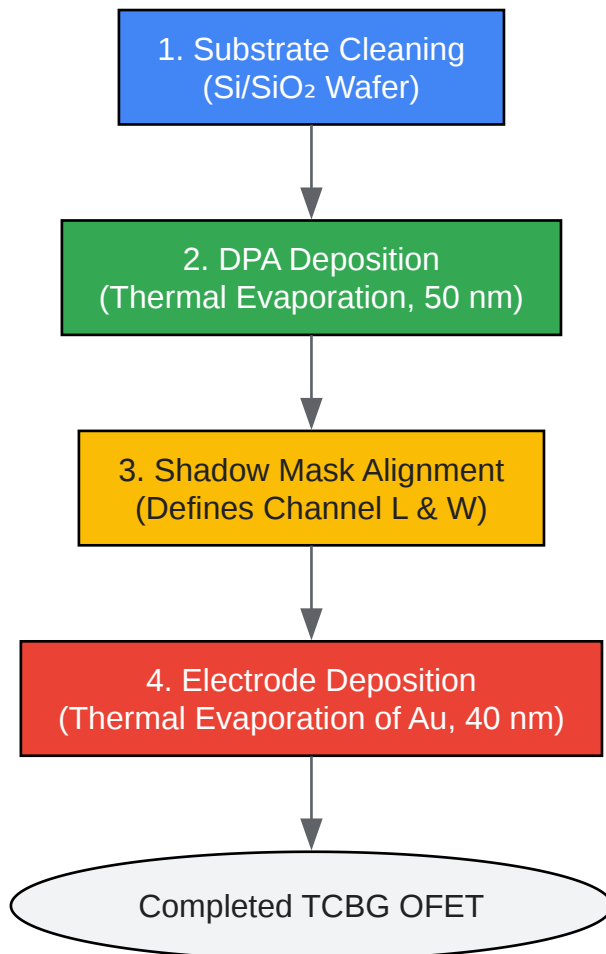 1. Substrate Cleaning
(Si/SiO₂ Wafer)
2. DPA Deposition
(Thermal Evaporation, 50 nm)
3. Shadow Mask Alignment
(Defines Channel L & W)
4. Electrode Deposition
(Thermal Evaporation of Au, 40 nm)
Completed TCBG OFET